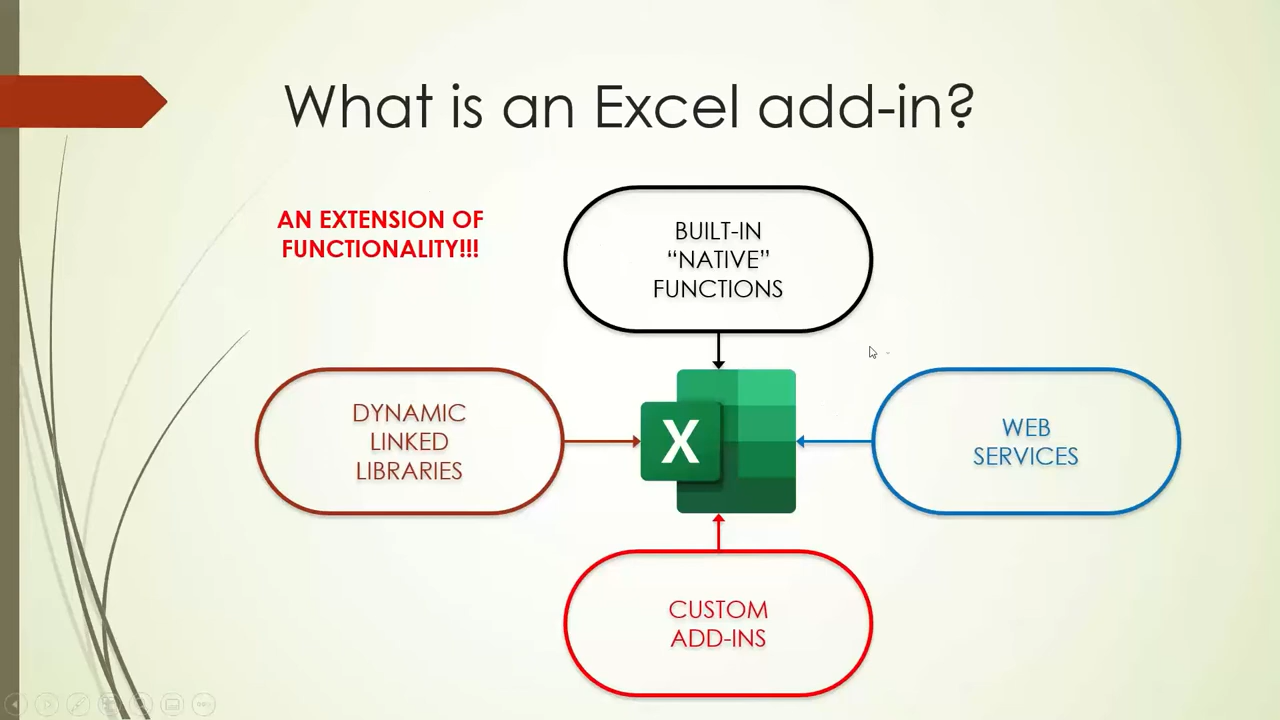 What is an Excel add-in?
AN EXTENSION OF
FUNCTIONALITY!!!
BUILT-IN
“NATIVE”
FUNCTIONS
DYNAMIC
LINKED
LIBRARIES
X
WEB
SERVICES
CUSTOM
ADD-INS